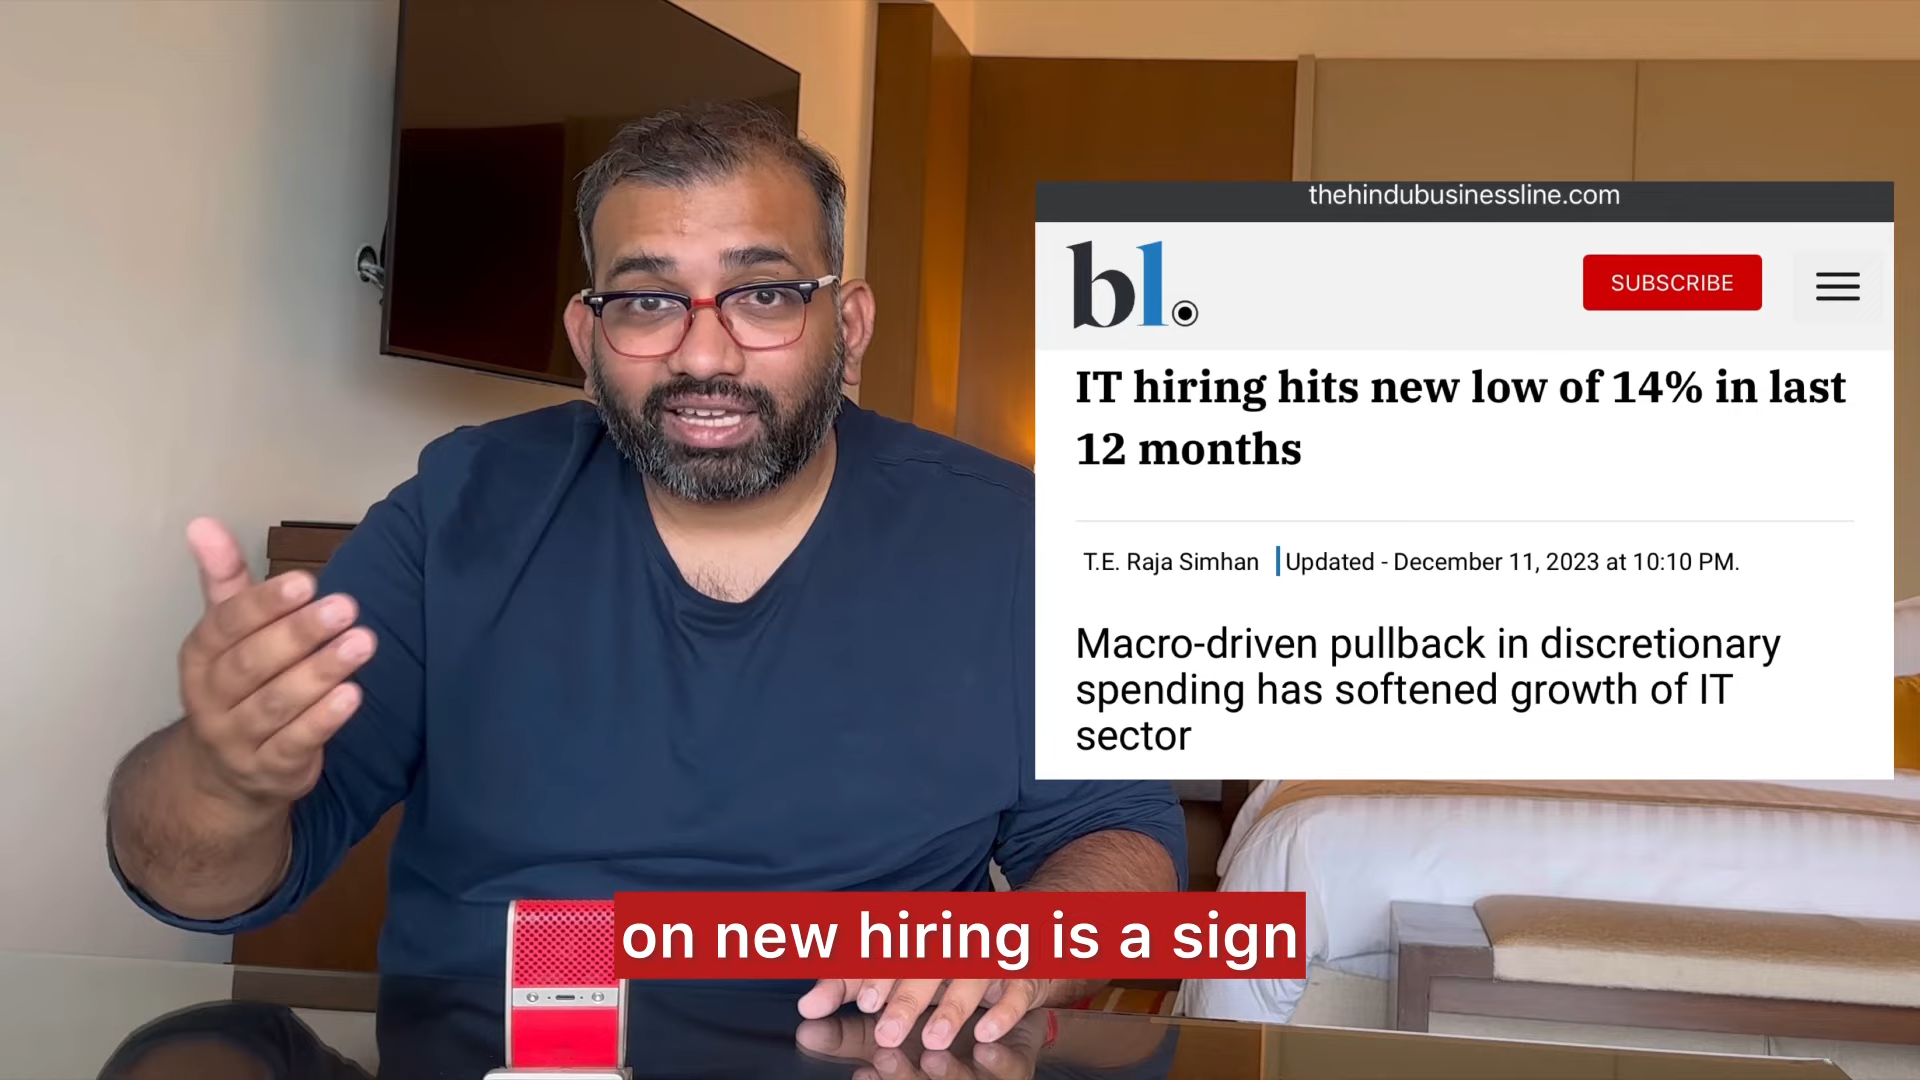 thehindubusinessline.com
bl.
SUBSCRIBE
IT hiring hits new low of 14% in last
12 months
T.E. Raja Simhan
Updated - December 11, 2023 at 10:10 PM.
Macro-driven pullback in discretionary
spending has softened growth of IT
sector
on new hiring is a sign